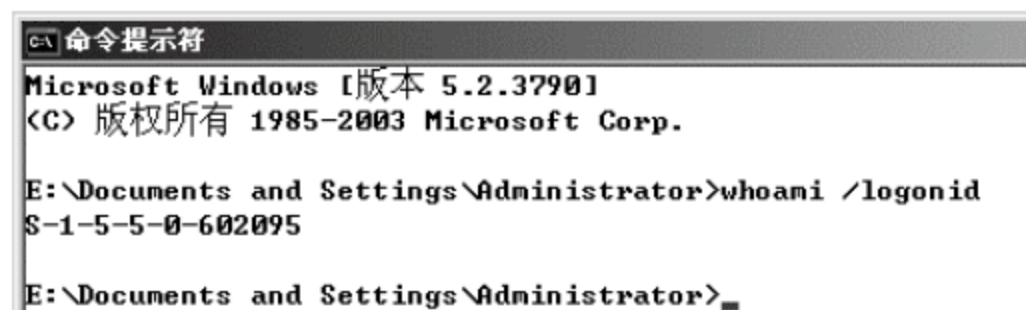 命令提示符
Microsoft Windows [版本 5.2.3790]
(C) 版权所有 1985-2003 Microsoft Corp.
E:\Documents and Settings\Administrator>whoami /logonid
S-1-5-5-0-602095
E:\Documents and Settings\Administrator>_